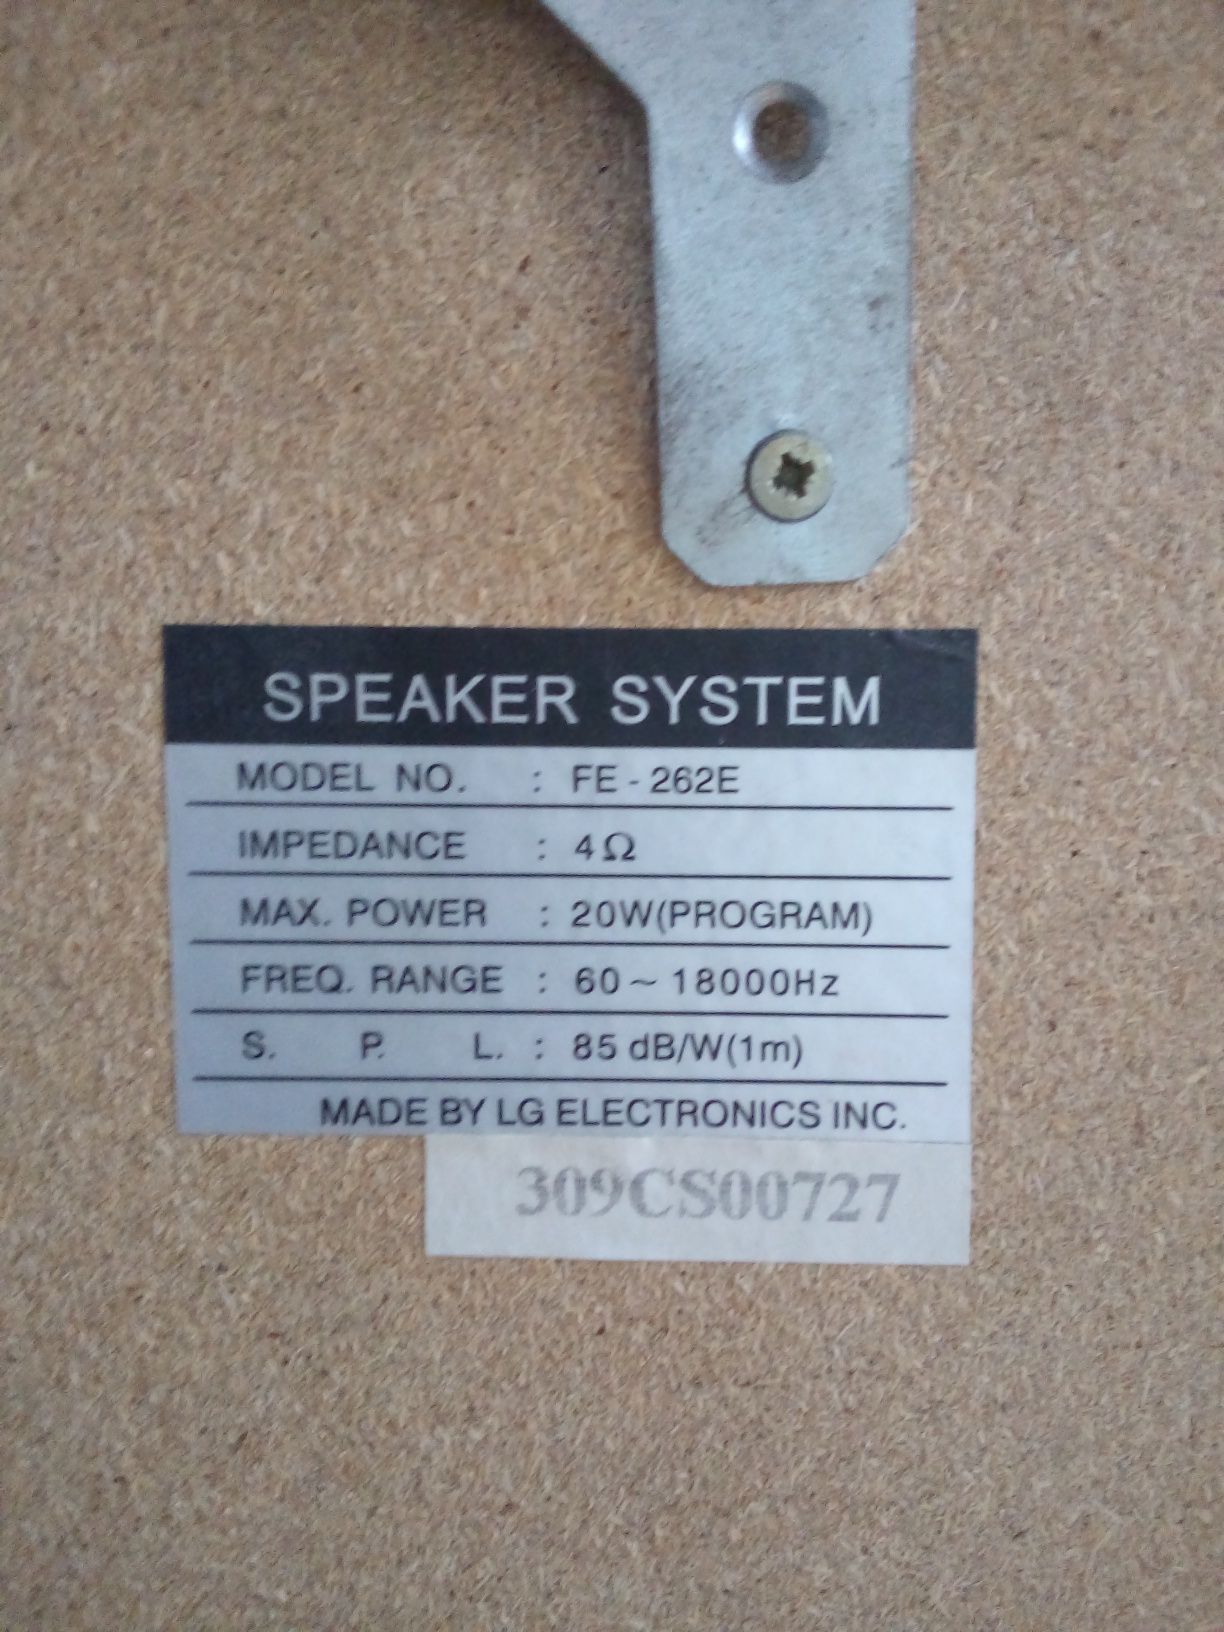 SPEAKER SYSTEM
MODEL NO. : FE - 262E
IMPEDANCE : 4Ω
MAX. POWER : 20W(PROGRAM)
FREQ. RANGE : 60 ~ 18000Hz
S. P. L. : 85 dB/W(1m)
MADE BY LG ELECTRONICS INC.
309CS00727